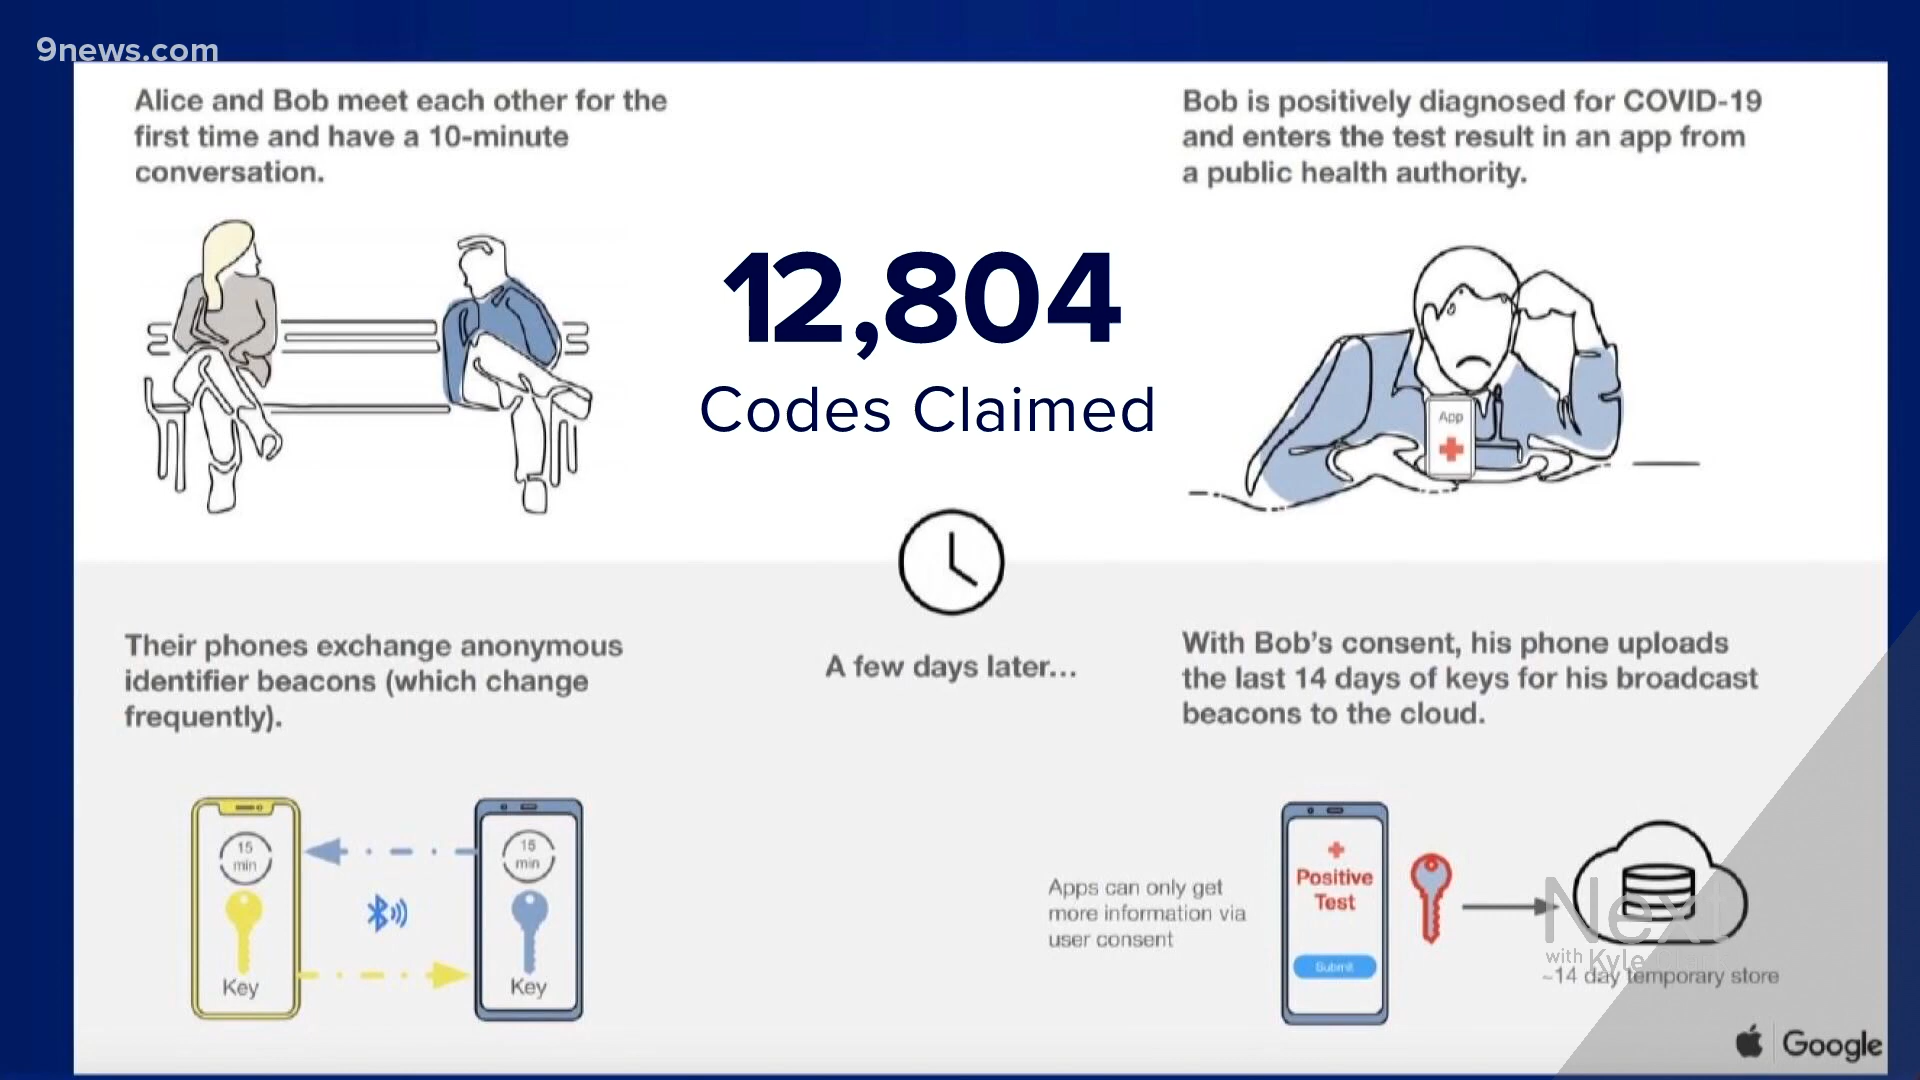 9news.com
Alice and Bob meet each other for the
first time and have a 10-minute
conversation.
Bob is positively diagnosed for COVID-19
and enters the test result in an app from
a public health authority.
12,804
Codes Claimed
App
Their phones exchange anonymous
identifier beacons (which change
frequently).
A few days later...
With Bob's consent, his phone uploads
the last 14 days of keys for his broadcast
beacons to the cloud.
15
min
Key
15
min
Key
Apps can only get
more information via
user consent
Positive
Test
Submit
Next
with Kyle
~14 day temporary store
Google